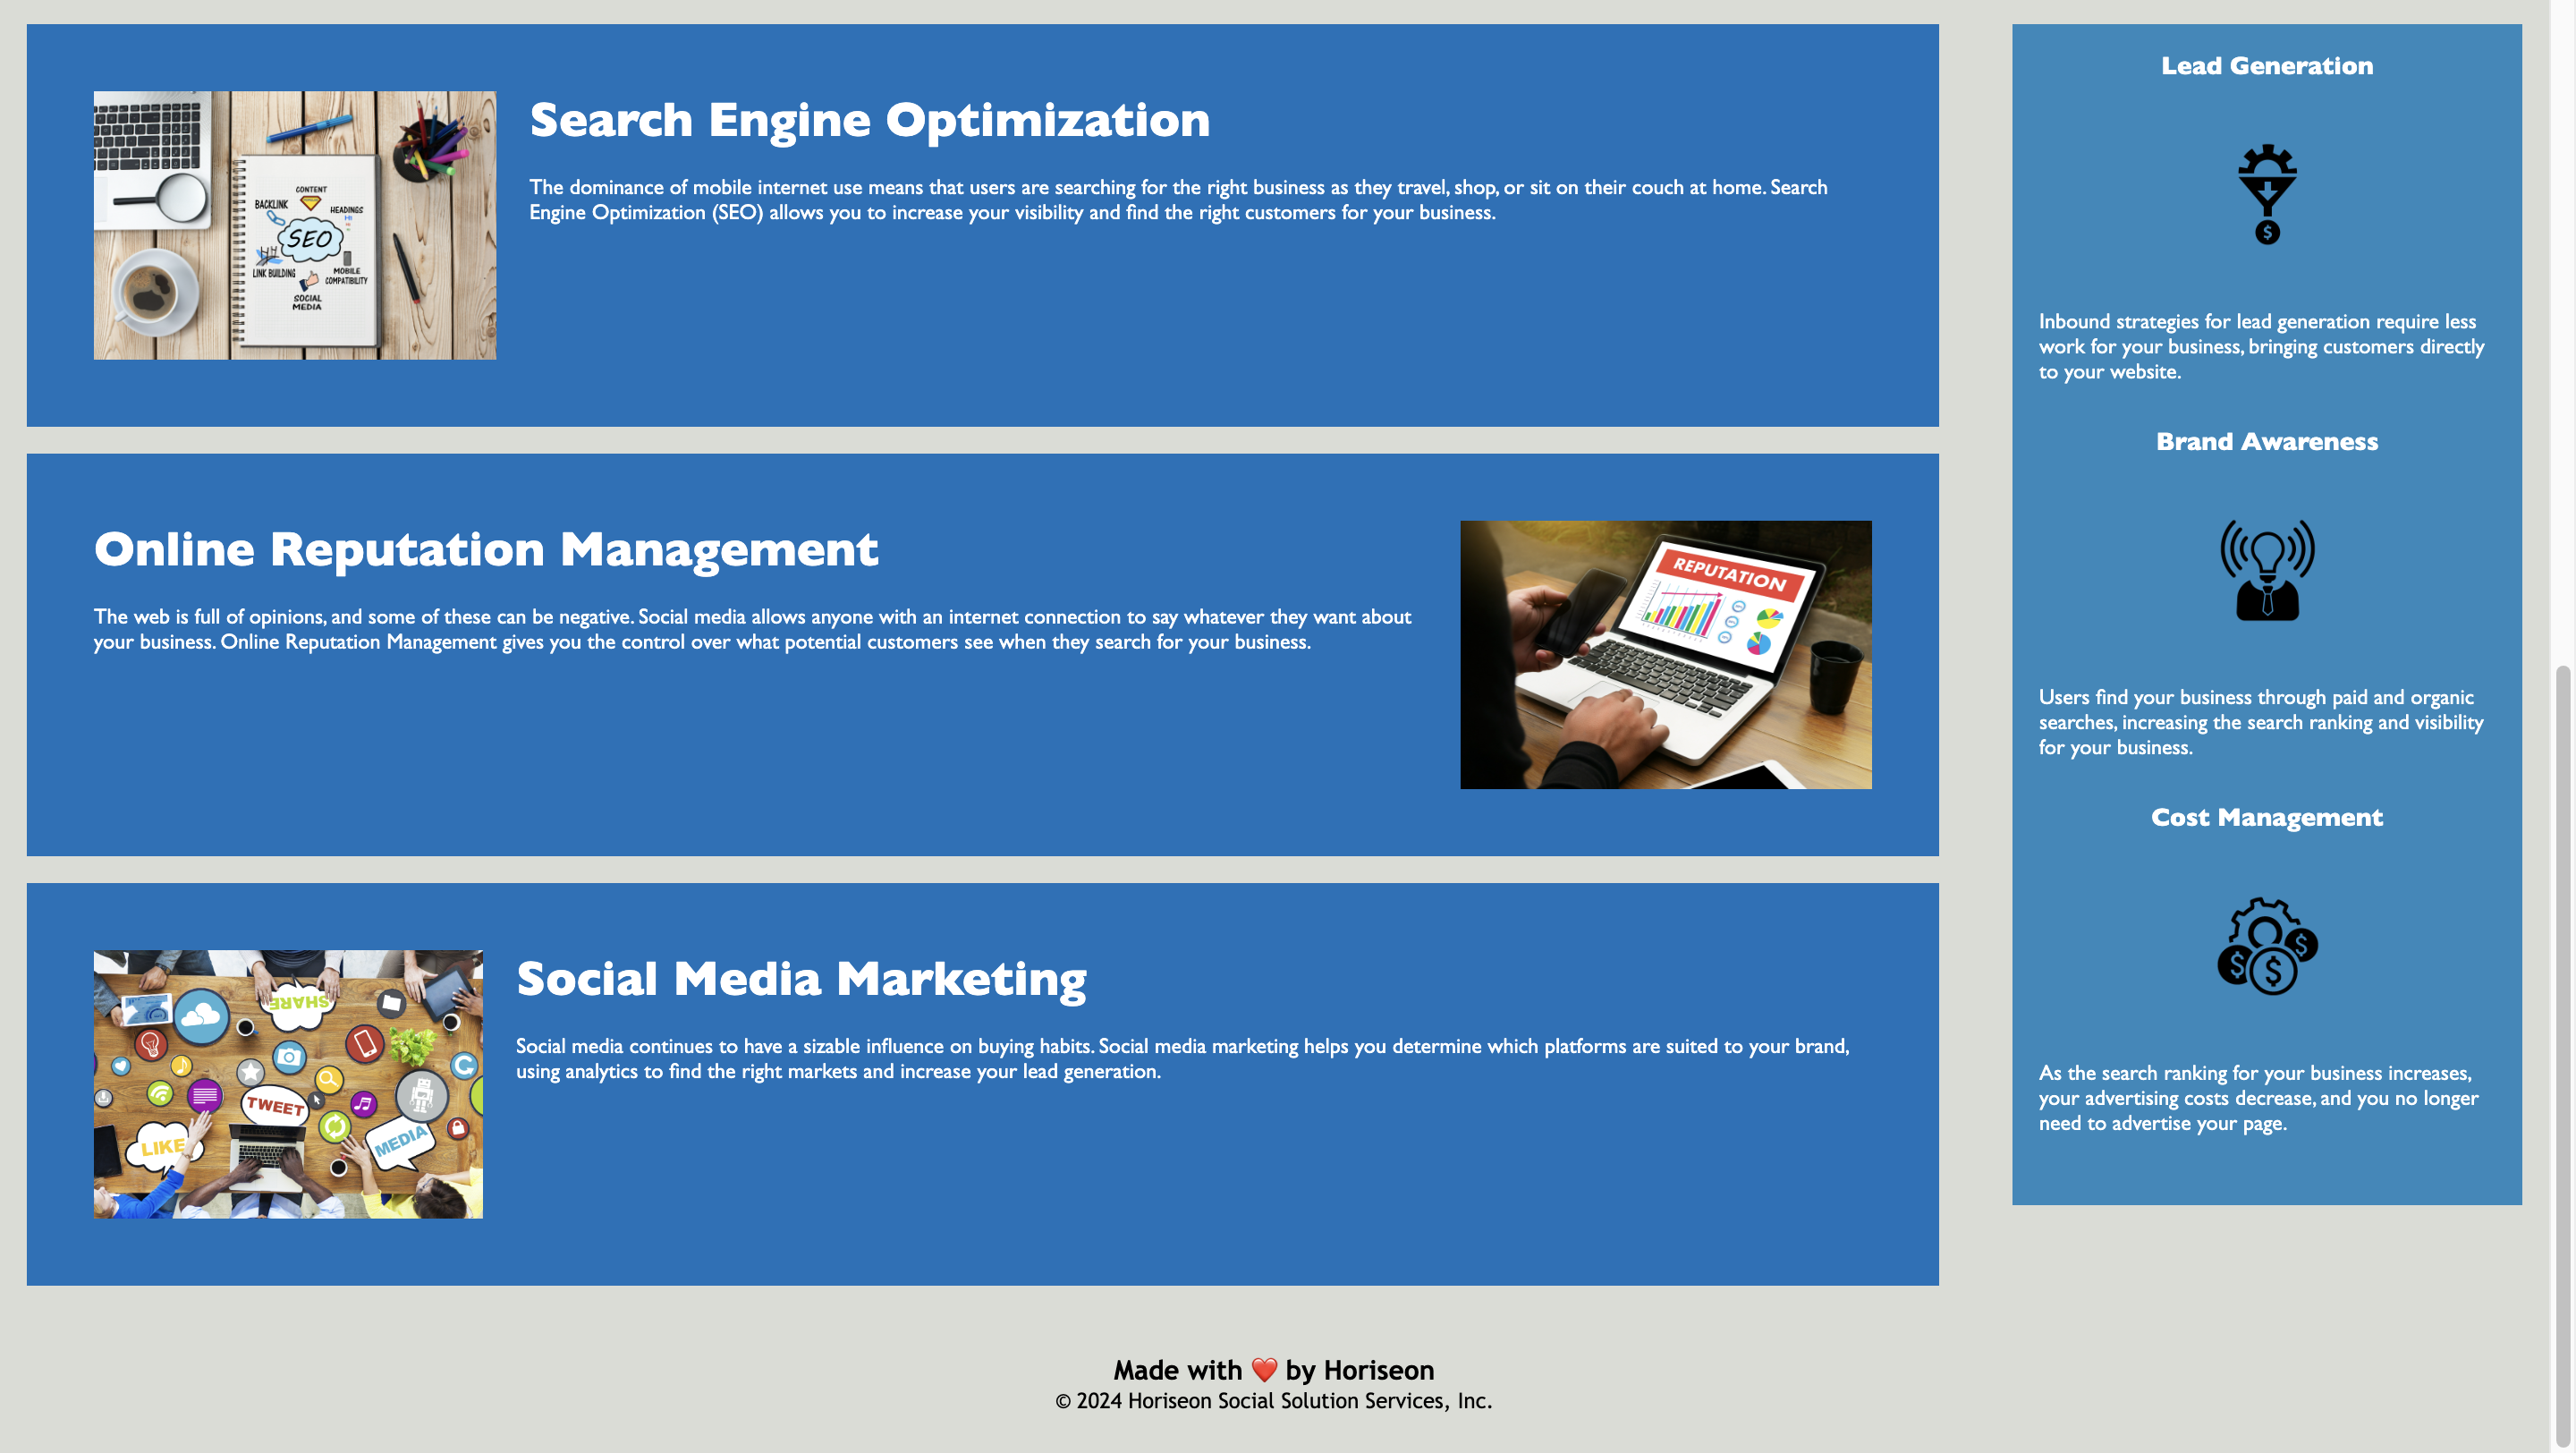 Search Engine Optimization
The dominance of mobile internet use means that users are searching for the right business as they travel, shop, or sit on their couch at home. Search
Engine Optimization (SEO) allows you to increase your visibility and find the right customers for your business.
CONTENT
BACKLINK
HEADINGS
SEO
LINK BUILDING
MOBILE
COMPATIBILITY
SOCIAL
MEDIA
Online Reputation Management
The web is full of opinions, and some of these can be negative. Social media allows anyone with an internet connection to say whatever they want about
your business. Online Reputation Management gives you the control over what potential customers see when they search for your business.
REPUTATION
Social Media Marketing
Social media continues to have a sizable influence on buying habits. Social media marketing helps you determine which platforms are suited to your brand,
using analytics to find the right markets and increase your lead generation.
SHARE
TWEET
LIKE
MEDIA
Lead Generation
$
Inbound strategies for lead generation require less
work for your business, bringing customers directly
to your website.
Brand Awareness
Users find your business through paid and organic
searches, increasing the search ranking and visibility
for your business.
Cost Management
$
$
$
As the search ranking for your business increases,
your advertising costs decrease, and you no longer
need to advertise your page.
Made with ❤️ by Horiseon
© 2024 Horiseon Social Solution Services, Inc.